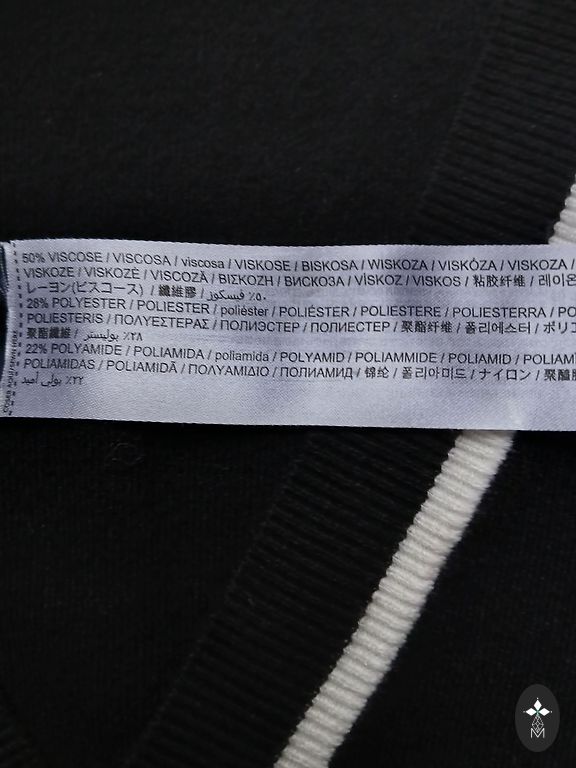 50% VISCOSE / VISCOSA / viscosa / VISKOSE / BISKOSA / WISKOZA / VISKÓZA / VISKOZA /
VISKOZE / VISKOZĖ / VISCOZĂ / ΒΙΣΚΟΖΗ / ВИСКОЗА / VİSKOZ / VISKOS / 粘胶纤维 / 레이온
レーヨン(ビスコース) / 纖維膠 / ٥٠٪ فيسكوز
28% POLYESTER / POLIESTER / poliéster / POLIÉSTER / POLIESTERE / POLIESTERRA /
POLIESTERIS / ΠΟΛΥΕΣΤΕΡΑΣ / ПОЛИЭСТЕР / ПОЛИЕСТЕР / 聚酯纤维 / 폴리에스터 / ポリエ
聚酯纖維 / ٢٨٪ بوليستر
22% POLYAMIDE / POLIAMIDA / poliamida / POLYAMID / POLIAMMIDE / POLIAMID /
POLIAMIDAS / POLIAMIDĂ / ΠΟΛΥΑΜΙΔΙΟ / ПОЛИАМИД / 锦纶 / 폴리아미드 / ナイロン / 聚醯胺
٢٢٪ بولي أميد
M